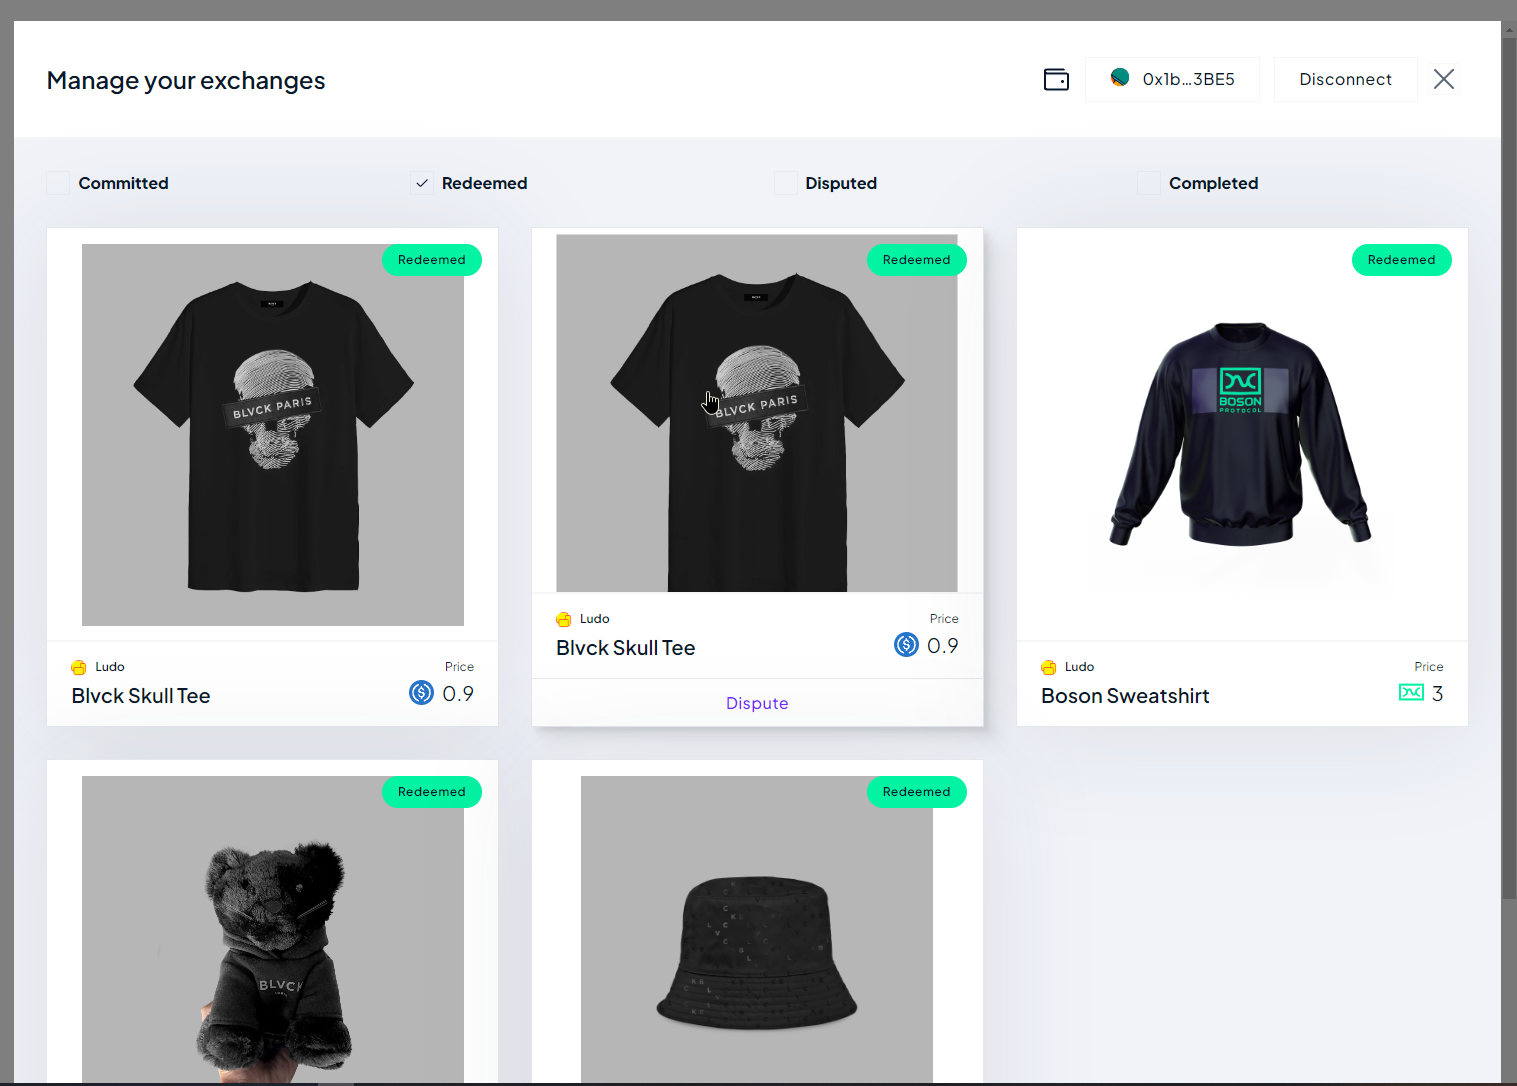 Manage your exchanges
0x1b...3BE5
Disconnect
Committed
Redeemed
Disputed
Completed
Redeemed
BLVCK PARIS
Ludo
Price
Blvck Skull Tee
0.9
Redeemed
BLVCK PARIS
Ludo
Price
Blvck Skull Tee
0.9
Dispute
Redeemed
BOSON
PROTOCOL
Ludo
Price
Boson Sweatshirt
3
Redeemed
BLVCK
Redeemed